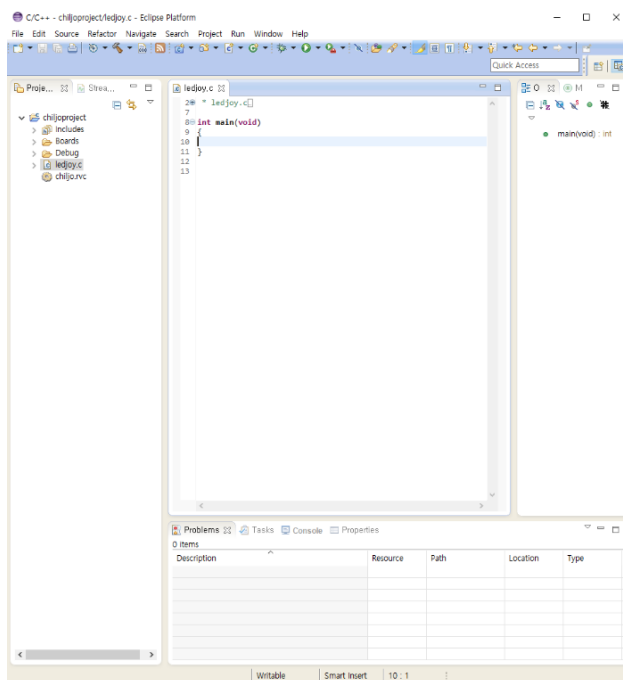 C/C++ - chiljoproject/ledjoy.c - Eclipse Platform
File Edit Source Refactor Navigate Search Project Run Window Help
Quick Access
Proje... Strea...
ledjoy.c
O M
chiljoproject
Includes
Boards
Debug
ledjoy.c
chiljo.rvc
2 * ledjoy.c
7
8 int main(void)
9 {
10
11 }
12
13
main(void) : int
Problems Tasks Console Properties
0 items
Description Resource Path Location Type
Writable Smart Insert 10 : 1